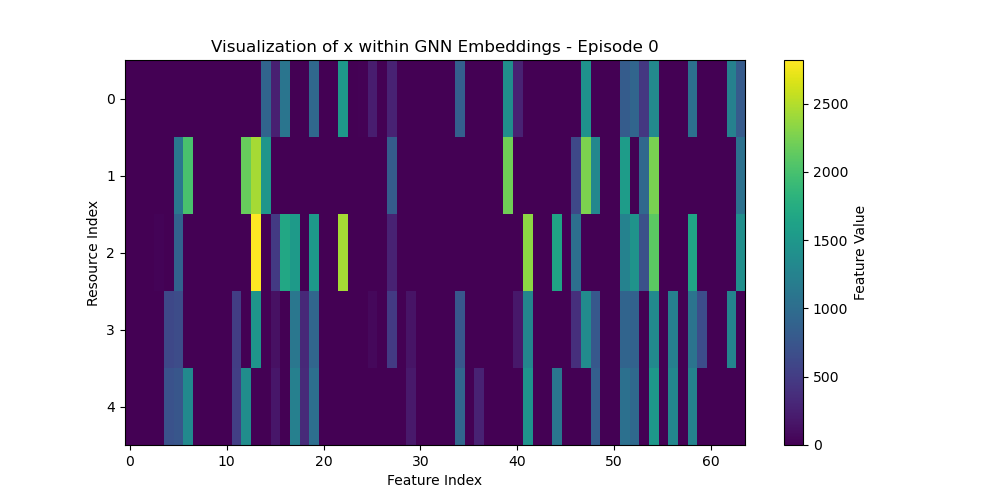 Visualization of x within GNN Embeddings - Episode 0
Resource Index
0
1
2
3
4
0 10 20 30 40 50 60
Feature Index
2500
2000
1500
1000
500
0
Feature Value